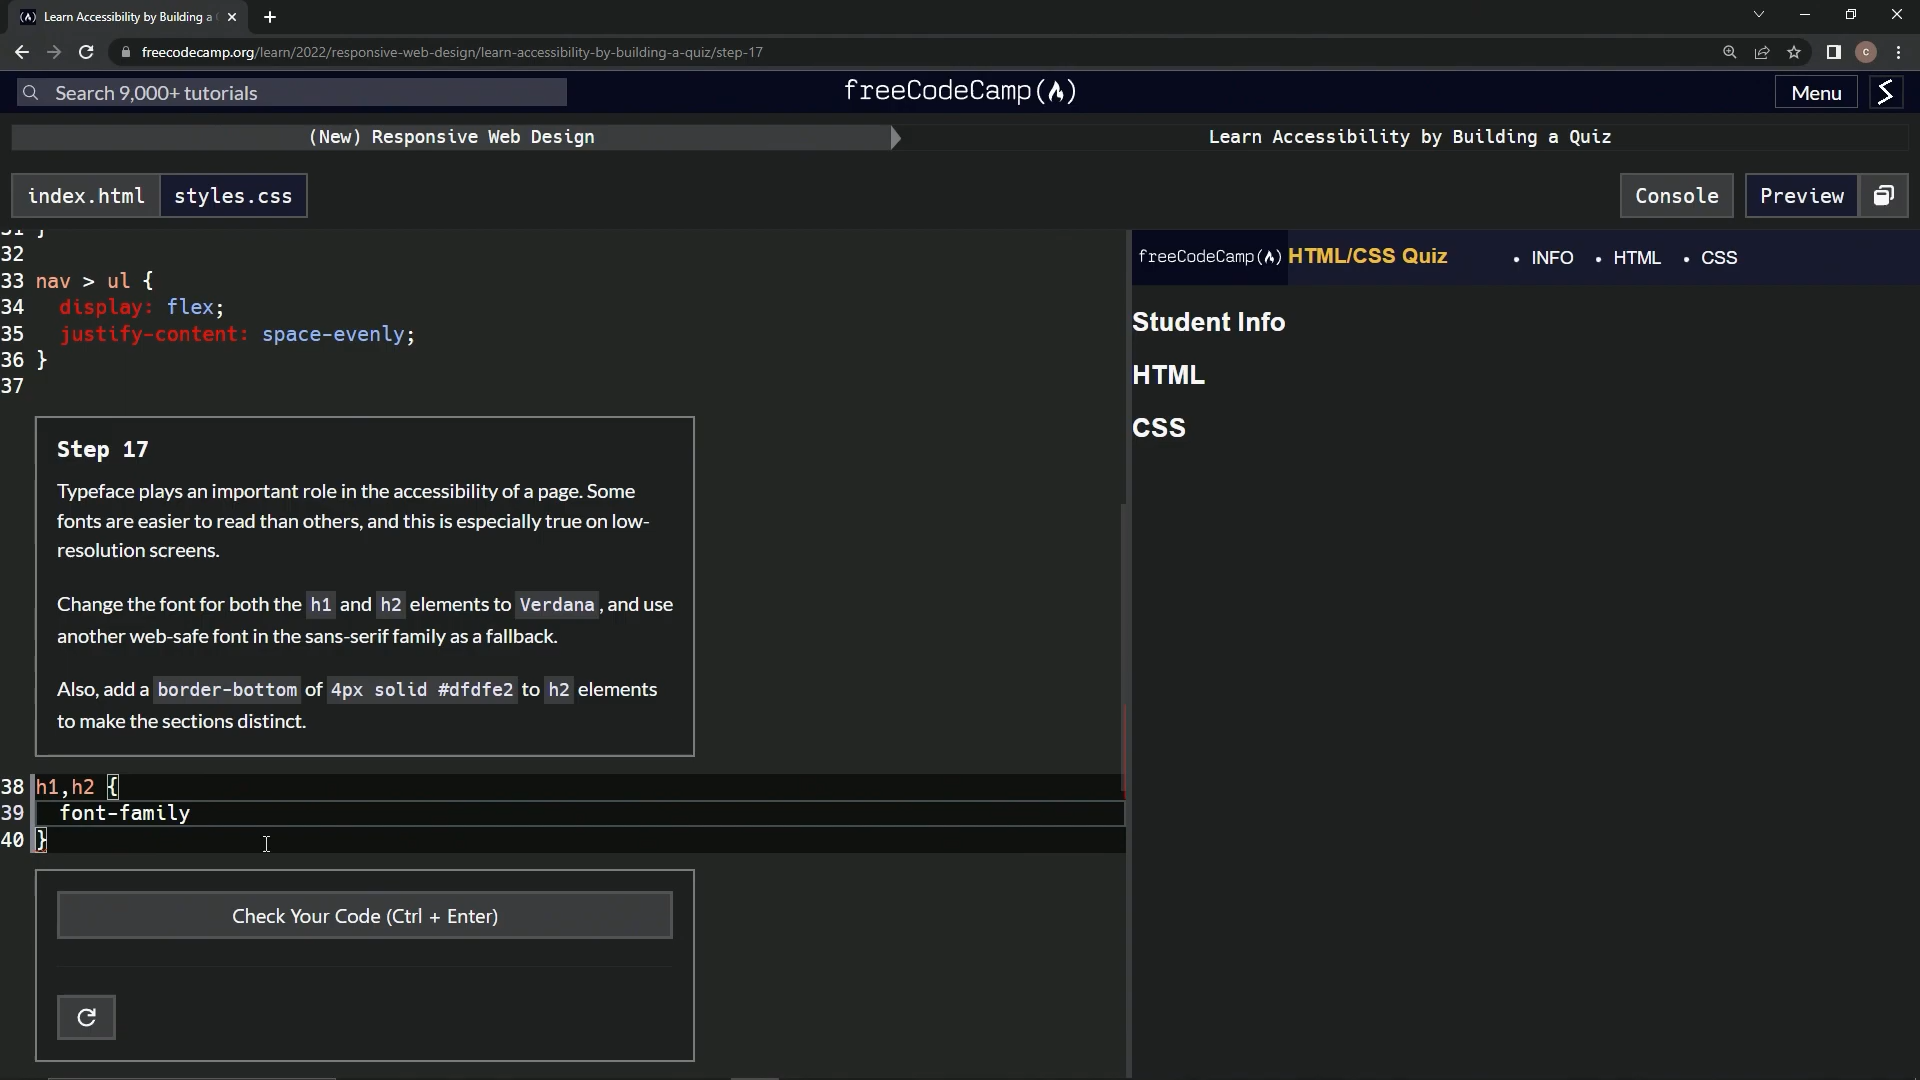 Learn Accessibility by Building a
freecodecamp.org/learn/2022/responsive-web-design/learn-accessibility-by-building-a-quiz/step-17
C
Search 9,000+ tutorials
freeCodeCamp
Menu
(New) Responsive Web Design
Learn Accessibility by Building a Quiz
index.html
styles.css
Console
Preview
31 }
32
33 nav > ul {
34 display: flex;
35 justify-content: space-evenly;
36 }
37
Step 17
Typeface plays an important role in the accessibility of a page. Some
fonts are easier to read than others, and this is especially true on low-
resolution screens.
Change the font for both the h1 and h2 elements to Verdana, and use
another web-safe font in the sans-serif family as a fallback.
Also, add a border-bottom of 4px solid #dfdfe2 to h2 elements
to make the sections distinct.
38 h1,h2 {
39 font-family
40 }
Check Your Code (Ctrl + Enter)
freeCodeCamp HTML/CSS Quiz
• INFO • HTML • CSS
Student Info
HTML
CSS